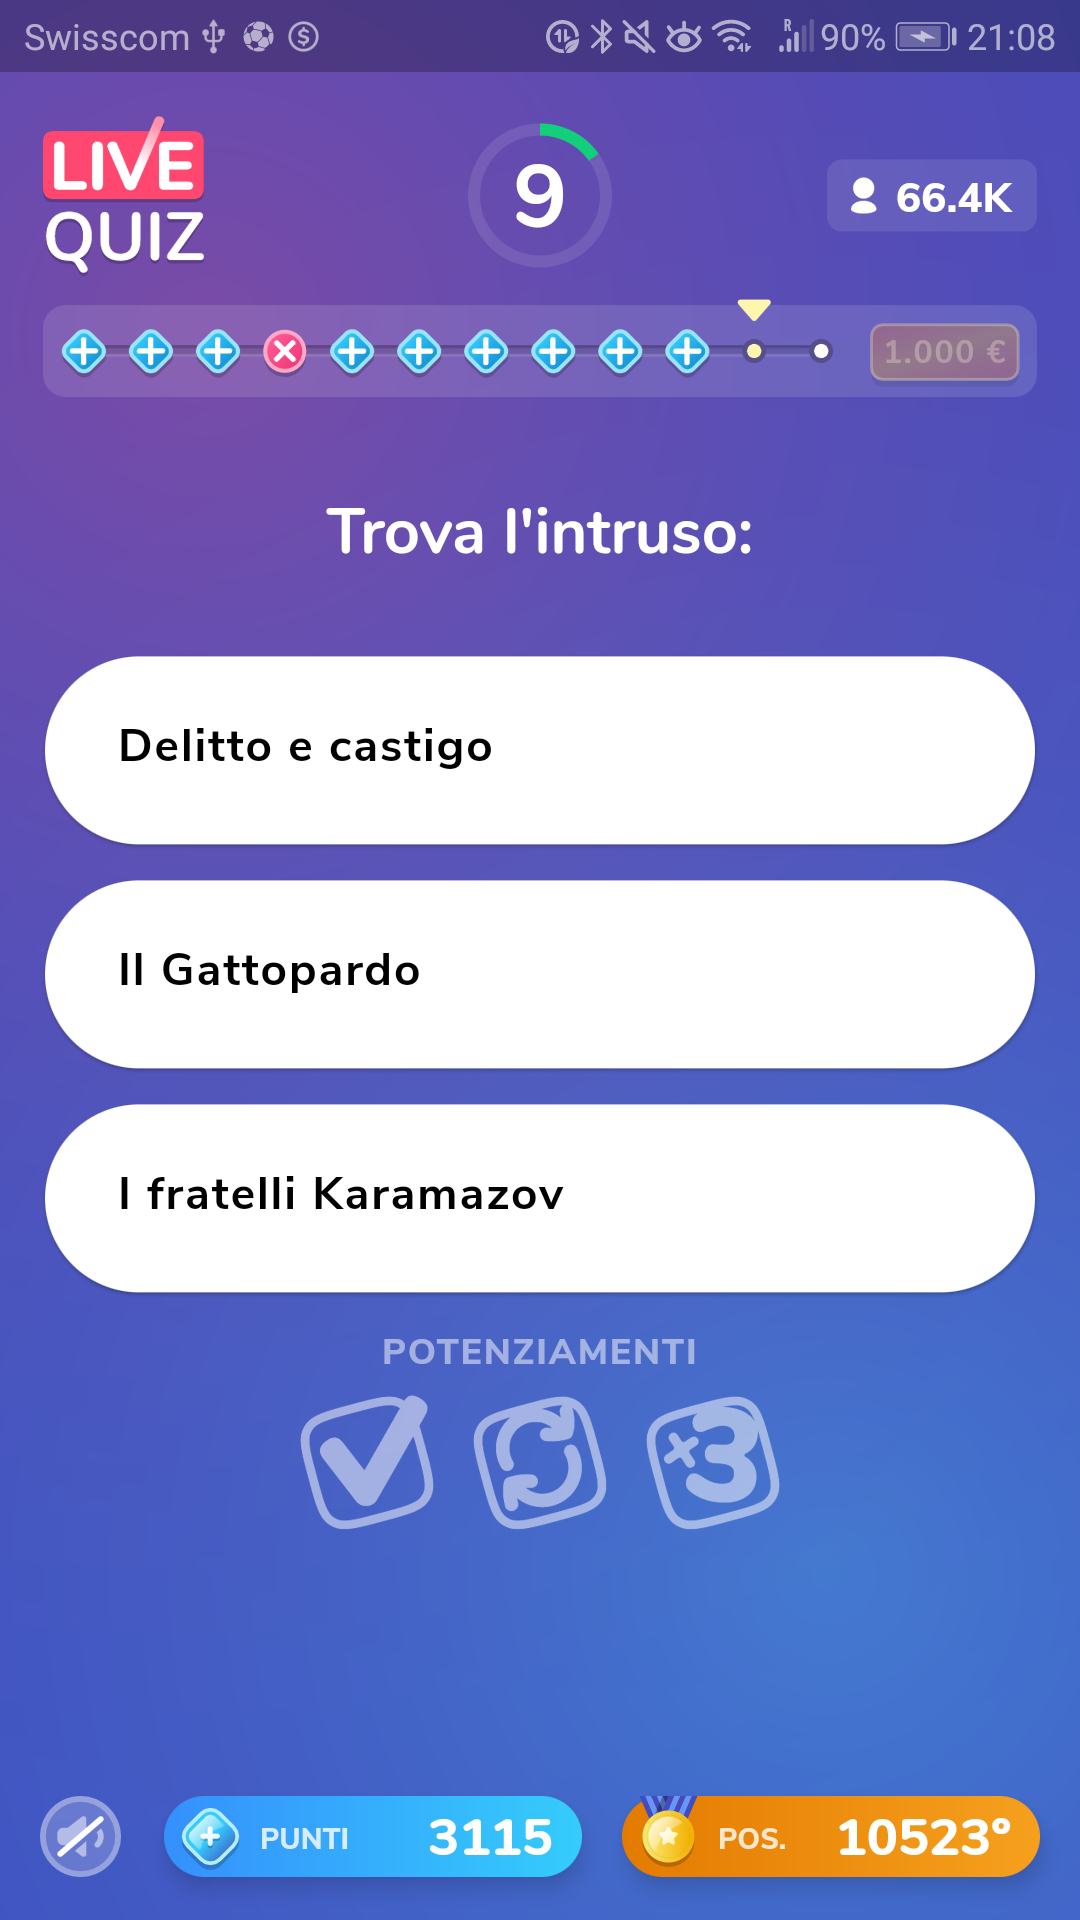 Swisscom 90% 21:08
LIVE
QUIZ
9
66.4K
1.000 €
Trova l'intruso:
Delitto e castigo
Il Gattopardo
I fratelli Karamazov
POTENZIAMENTI
×3
PUNTI 3115
POS. 10523°